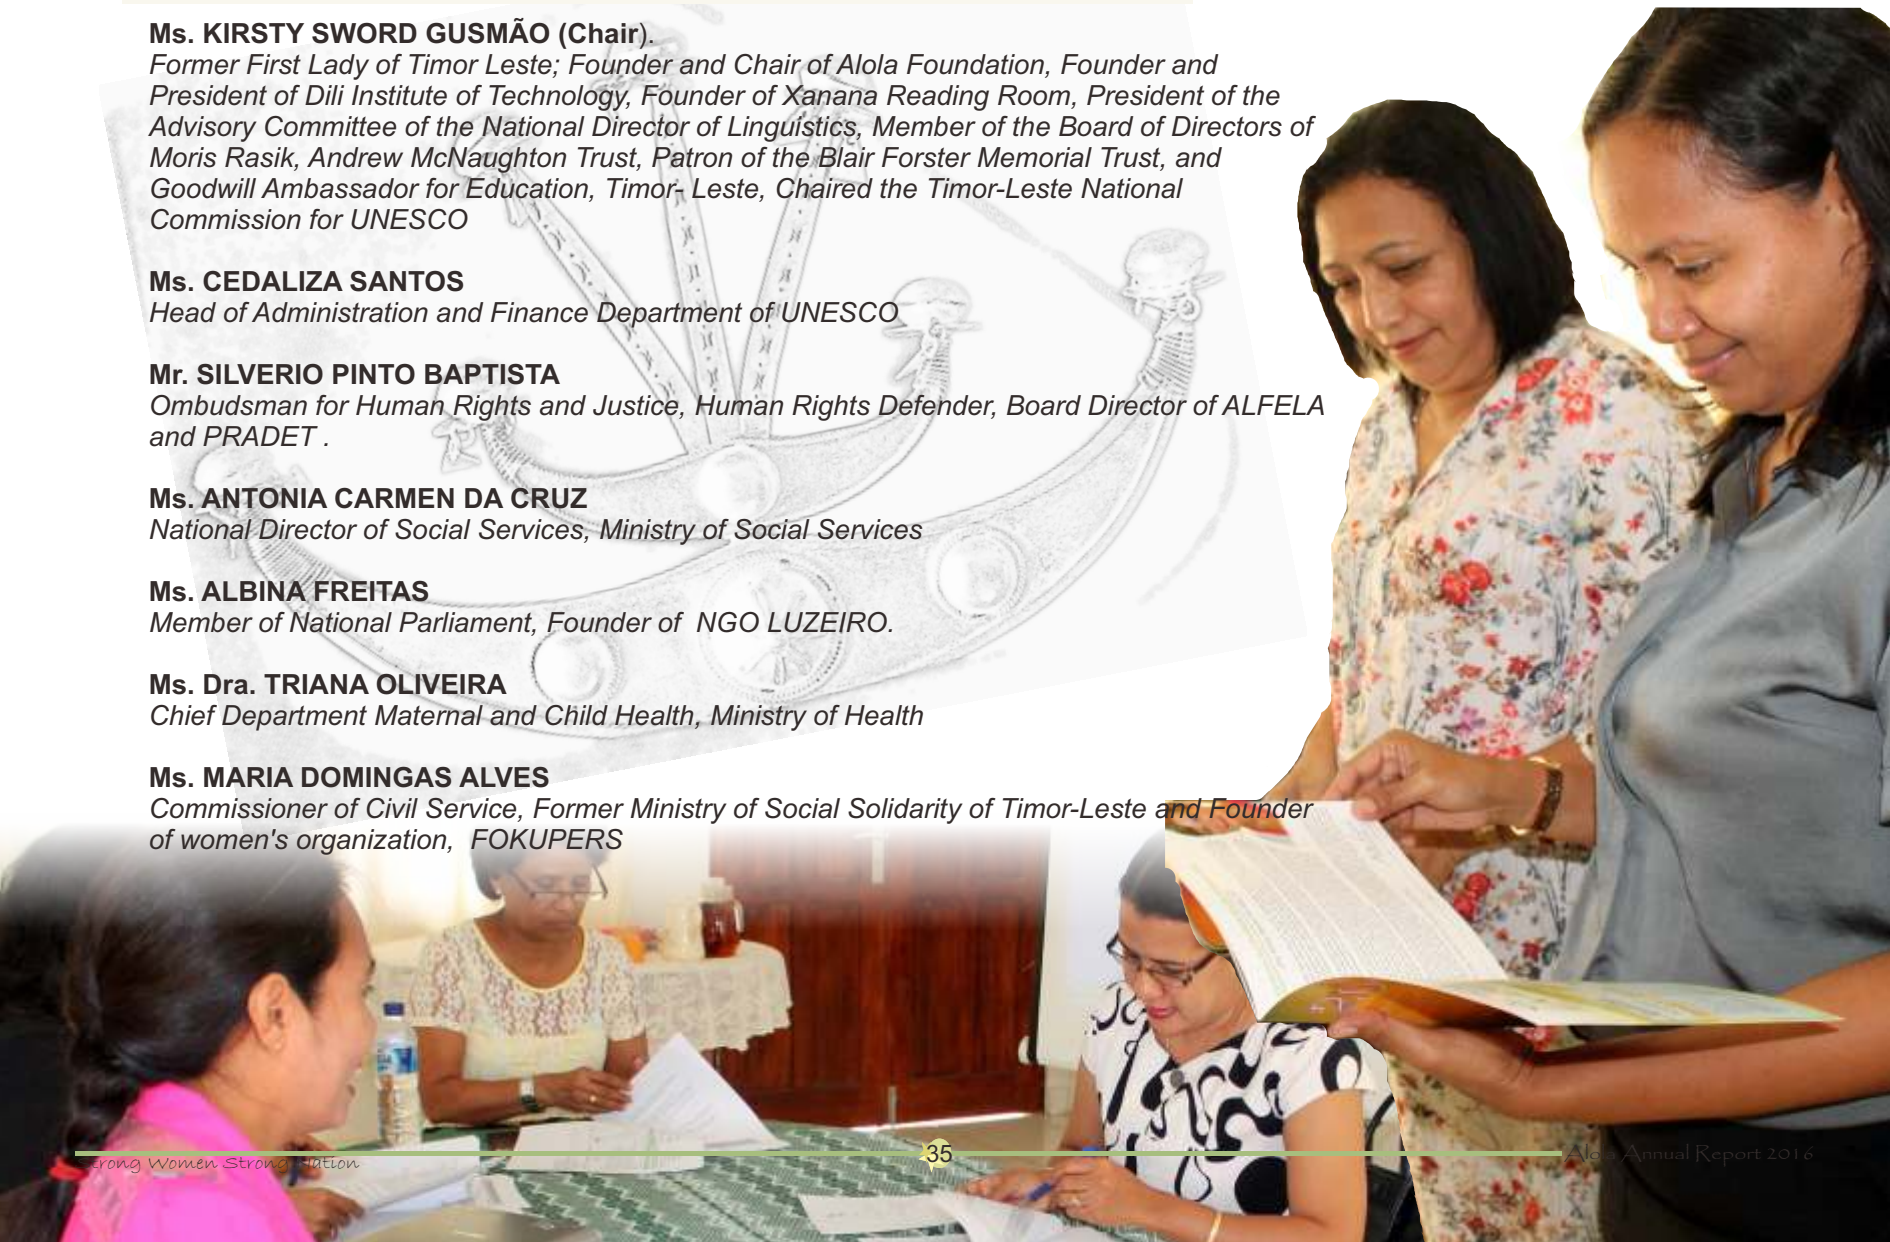 Ms. KIRSTY SWORD GUSMÃO (Chair).
Former First Lady of Timor Leste; Founder and Chair of Alola Foundation, Founder and
President of Dili Institute of Technology, Founder of Xanana Reading Room, President of the
Advisory Committee of the National Director of Linguistics, Member of the Board of Directors of
Moris Rasik, Andrew McNaughton Trust, Patron of the Blair Forster Memorial Trust, and
Goodwill Ambassador for Education, Timor- Leste, Chaired the Timor-Leste National
Commission for UNESCO
Ms. CEDALIZA SANTOS
Head of Administration and Finance Department of UNESCO
Mr. SILVERIO PINTO BAPTISTA
Ombudsman for Human Rights and Justice, Human Rights Defender, Board Director of ALFELA
and PRADET .
Ms. ANTONIA CARMEN DA CRUZ
National Director of Social Services, Ministry of Social Services
Ms. ALBINA FREITAS
Member of National Parliament, Founder of NGO LUZEIRO.
Ms. Dra. TRIANA OLIVEIRA
Chief Department Maternal and Child Health, Ministry of Health
Ms. MARIA DOMINGAS ALVES
Commissioner of Civil Service, Former Ministry of Social Solidarity of Timor-Leste and Founder
of women's organization, FOKUPERS
Strong Women Strong Nation
35
Alola Annual Report 2016